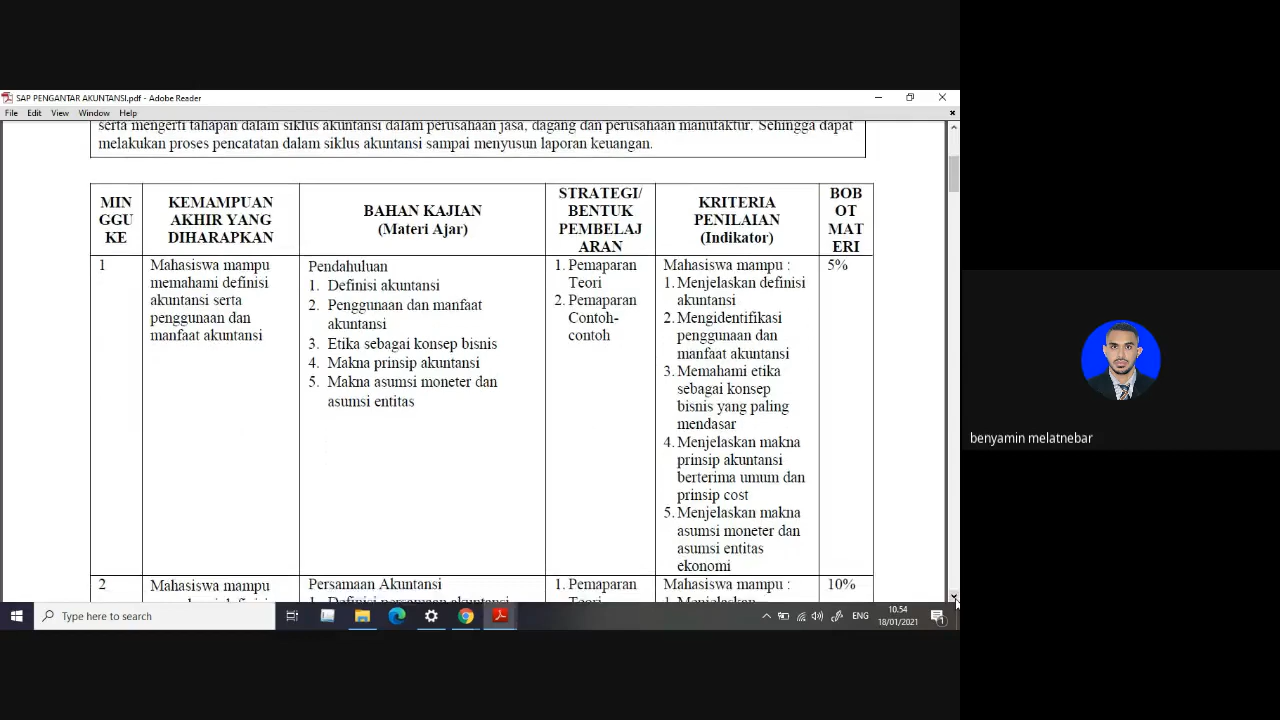 SAP PENGANTAR AKUNTANSI.pdf - Adobe Reader
File Edit View Window Help
serta mengerti tahapan dalam siklus akuntansi dalam perusahaan jasa, dagang dan perusahaan manufaktur. Sehingga dapat
melakukan proses pencatatan dalam siklus akuntansi sampai menyusun laporan keuangan.
MIN
GGU
KE
KEMAMPUAN
AKHIR YANG
DIHARAPKAN
BAHAN KAJIAN
(Materi Ajar)
STRATEGI/
BENTUK
PEMBELAJ
ARAN
KRITERIA
PENILAIAN
(Indikator)
BOB
OT
MAT
ERI
1
Mahasiswa mampu
memahami definisi
akuntansi serta
penggunaan dan
manfaat akuntansi
Pendahuluan
1. Definisi akuntansi
2. Penggunaan dan manfaat
akuntansi
3. Etika sebagai konsep bisnis
4. Makna prinsip akuntansi
5. Makna asumsi moneter dan
asumsi entitas
1. Pemaparan
Teori
2. Pemaparan
Contoh-
contoh
Mahasiswa mampu :
1. Menjelaskan definisi
akuntansi
2. Mengidentifikasi
penggunaan dan
manfaat akuntansi
3. Memahami etika
sebagai konsep
bisnis yang paling
mendasar
4. Menjelaskan makna
prinsip akuntansi
berterima umum dan
prinsip cost
5. Menjelaskan makna
asumsi moneter dan
asumsi entitas
ekonomi
5%
2
Mahasiswa mampu
Persamaan Akuntansi
1. Definisi persamaan akuntansi
1. Pemaparan
Teori
Mahasiswa mampu :
1. Menjelaskan
10%
Type here to search
ENG
10.54
18/01/2021
1
benyamin melatnebar